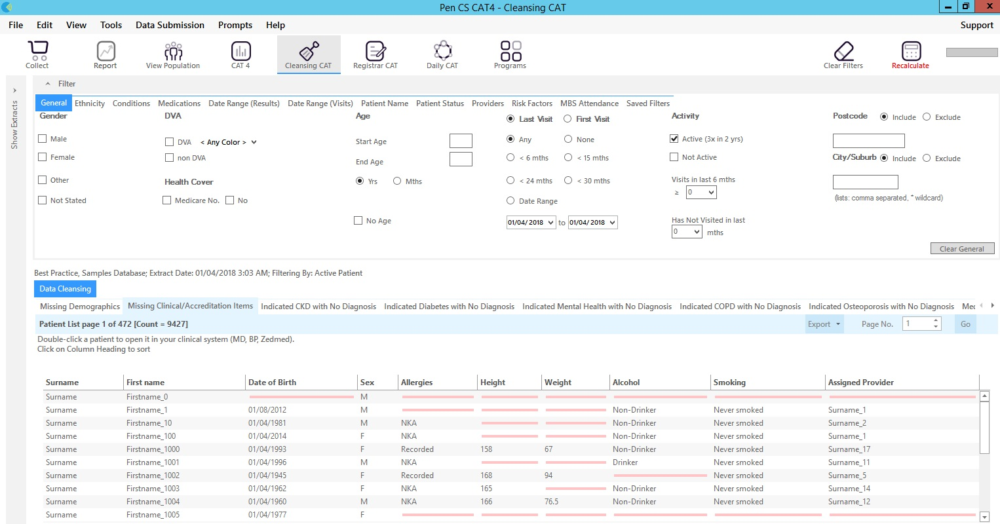 Pen CS CAT4 - Cleansing CAT
File Edit View Tools Data Submission Prompts Help Support
Collect Report View Population CAT 4 Cleansing CAT Registrar CAT Daily CAT Programs Clear Filters Recalculate
Show Extracts
Filter
General Ethnicity Conditions Medications Date Range (Results) Date Range (Visits) Patient Name Patient Status Providers Risk Factors MBS Attendance Saved Filters
Gender DVA Age Last Visit First Visit Activity Postcode Include Exclude
Male DVA < Any Color > Start Age Any None Active (3x in 2 yrs)
Female non DVA End Age < 6 mths < 15 mths Not Active City/Suburb Include Exclude
Other Health Cover Yrs Mths < 24 mths < 30 mths Visits in last 6 mths
≥ 0
Not Stated Medicare No. No Date Range (lists: comma separated, * wildcard)
No Age 01/04/2018 to 01/04/2018 Has Not Visited in last
0 mths
Clear General
Best Practice, Samples Database; Extract Date: 01/04/2018 3:03 AM; Filtering By: Active Patient
Data Cleansing
Missing Demographics Missing Clinical/Accreditation Items Indicated CKD with No Diagnosis Indicated Diabetes with No Diagnosis Indicated Mental Health with No Diagnosis Indicated COPD with No Diagnosis Indicated Osteoporosis with No Diagnosis Mec
Patient List page 1 of 472 [Count = 9427] Export Page No. 1 Go
Double-click a patient to open it in your clinical system (MD, BP, Zedmed).
Click on Column Heading to sort
Surname First name Date of Birth Sex Allergies Height Weight Alcohol Smoking Assigned Provider
Surname Firstname_0 M
Surname Firstname_1 01/08/2012 M Non-Drinker Never smoked Surname_1
Surname Firstname_10 01/04/1981 M NKA Non-Drinker Never smoked Surname_2
Surname Firstname_100 01/04/2014 F NKA Non-Drinker Never smoked Surname_1
Surname Firstname_1000 01/04/1993 F Recorded 158 67 Non-Drinker Never smoked Surname_17
Surname Firstname_1001 01/04/1996 M NKA Drinker Never smoked Surname_11
Surname Firstname_1002 01/04/1945 F Recorded 168 94 Never smoked Surname_5
Surname Firstname_1003 01/04/1962 F NKA 165 Non-Drinker Never smoked Surname_14
Surname Firstname_1004 01/04/1960 M NKA 166 76.5 Non-Drinker Never smoked Surname_12
Surname Firstname_1005 01/04/1977 F